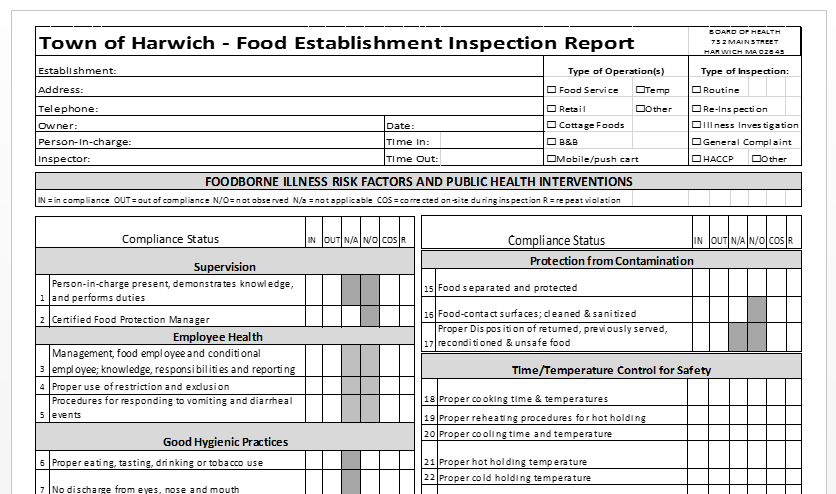 Town of Harwich - Food Establishment Inspection Report
BOARD OF HEALTH
732 MAIN STREET
HARWICH MA 02645
Establishment:
Address:
Telephone:
Owner:
Date:
Person-in-charge:
Time In:
Inspector:
Time Out:
Type of Operation(s)
Food Service
Temp
Retail
Other
Cottage Foods
B&B
Mobile/push cart
Type of Inspection:
Routine
Re-Inspection
Illness Investigation
General Complaint
HACCP
Other
FOODBORNE ILLNESS RISK FACTORS AND PUBLIC HEALTH INTERVENTIONS
IN = in compliance OUT = out of compliance N/O = not observed N/a = not applicable COS = corrected on-site during inspection R = repeat violation
Compliance Status IN OUT N/A N/O COS R
Supervision
Person-in-charge present, demonstrates knowledge,
1 and performs duties
2 Certified Food Protection Manager
Employee Health
Management, food employee and conditional
3 employee; knowledge, responsibilities and reporting
4 Proper use of restriction and exclusion
Procedures for responding to vomiting and diarrheal
5 events
Good Hygienic Practices
6 Proper eating, tasting, drinking or tobacco use
7 No discharge from eyes, nose and mouth
Compliance Status IN OUT N/A N/O COS R
Protection from Contamination
15 Food separated and protected
16 Food-contact surfaces; cleaned & sanitized
Proper Disposition of returned, previously served,
17 reconditioned & unsafe food
Time/Temperature Control for Safety
18 Proper cooking time & temperatures
19 Proper reheating procedures for hot holding
20 Proper cooling time and temperature
21 Proper hot holding temperature
22 Proper cold holding temperature